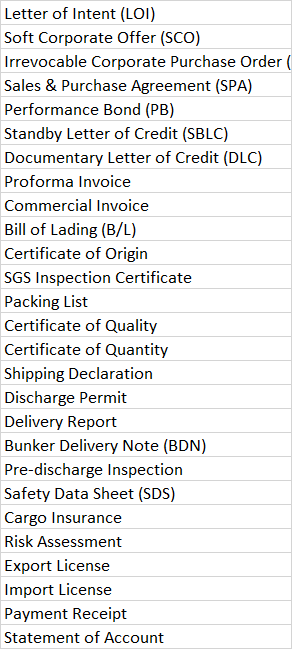 Letter of Intent (LOI)
Soft Corporate Offer (SCO)
Irrevocable Corporate Purchase Order (
Sales & Purchase Agreement (SPA)
Performance Bond (PB)
Standby Letter of Credit (SBLC)
Documentary Letter of Credit (DLC)
Proforma Invoice
Commercial Invoice
Bill of Lading (B/L)
Certificate of Origin
SGS Inspection Certificate
Packing List
Certificate of Quality
Certificate of Quantity
Shipping Declaration
Discharge Permit
Delivery Report
Bunker Delivery Note (BDN)
Pre-discharge Inspection
Safety Data Sheet (SDS)
Cargo Insurance
Risk Assessment
Export License
Import License
Payment Receipt
Statement of Account